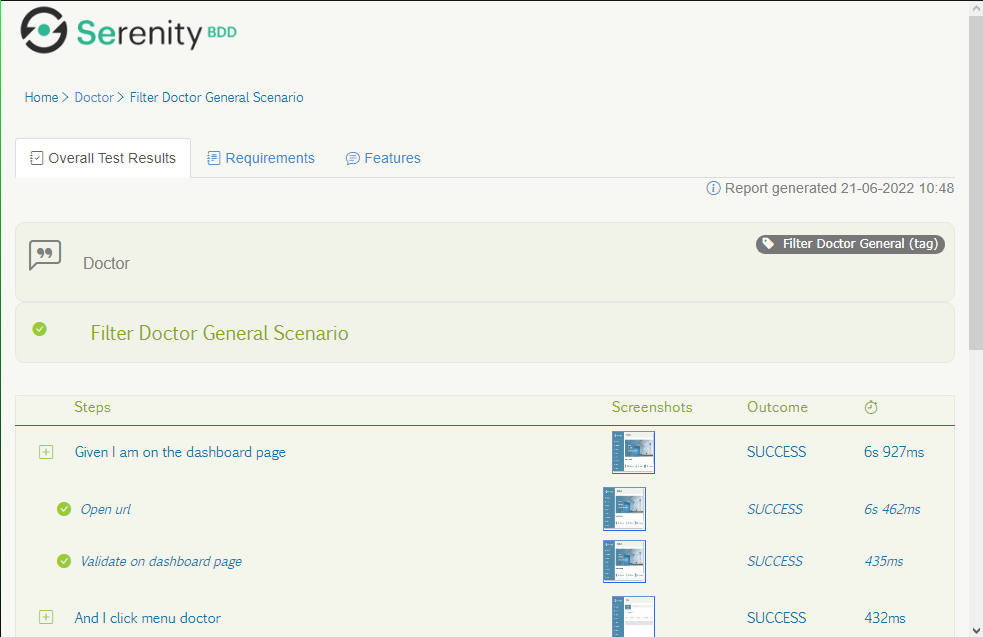 Serenity BDD
Home > Doctor > Filter Doctor General Scenario
Overall Test Results Requirements Features
Report generated 21-06-2022 10:48
Filter Doctor General (tag)
Doctor
Filter Doctor General Scenario
Steps Screenshots Outcome
Given I am on the dashboard page SUCCESS 6s 927ms
Open url SUCCESS 6s 462ms
Validate on dashboard page SUCCESS 435ms
And I click menu doctor SUCCESS 432ms